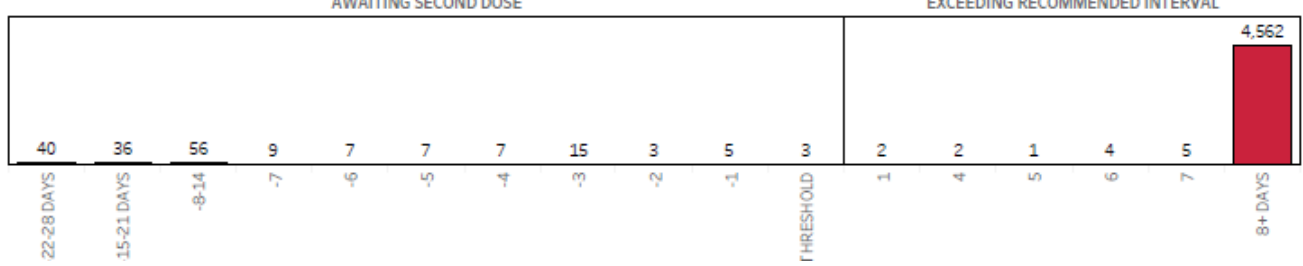 AWAITING SECOND DOSE
EXCEEDING RECOMMENDED INTERVAL
4,562
40 36 56 9 7 7 7 15 3 5 3 2 2 1 4 5
-22-28 DAYS
-15-21 DAYS
-8-14
-7
-6
-5
-4
-3
-2
-1
THRESHOLD
1
4
5
6
7
8+ DAYS